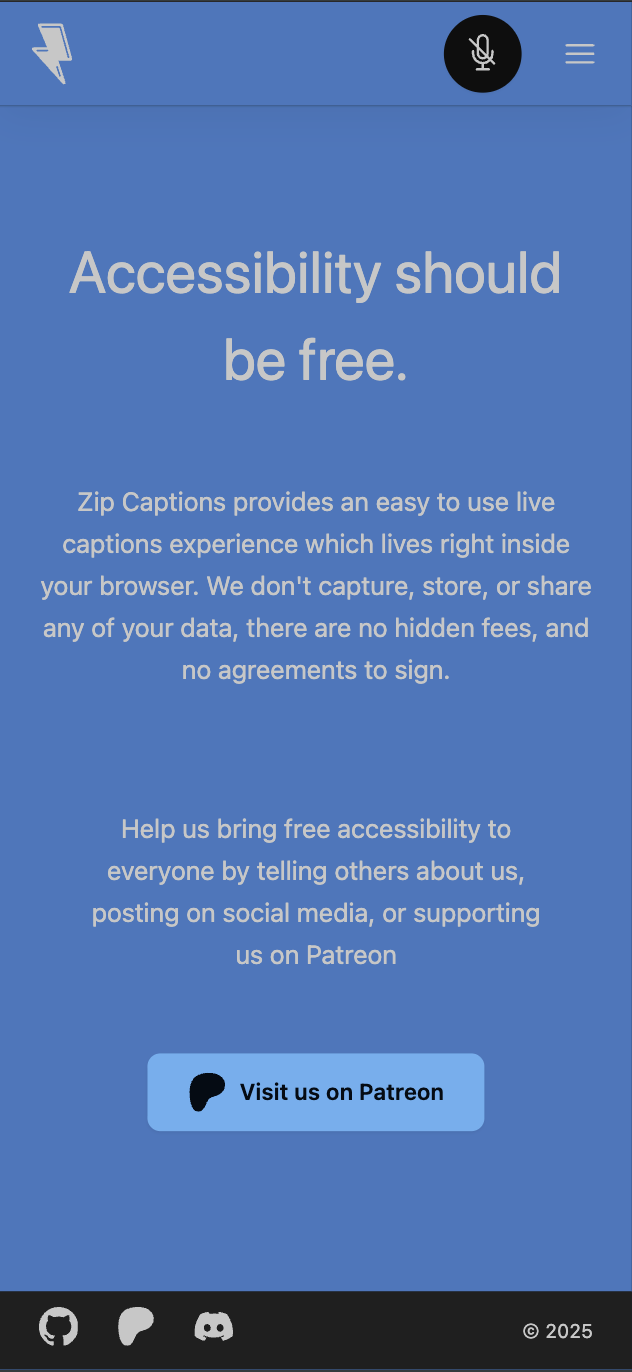 Accessibility should
be free.
Zip Captions provides an easy to use live
captions experience which lives right inside
your browser. We don't capture, store, or share
any of your data, there are no hidden fees, and
no agreements to sign.
Help us bring free accessibility to
everyone by telling others about us,
posting on social media, or supporting
us on Patreon
Visit us on Patreon
© 2025